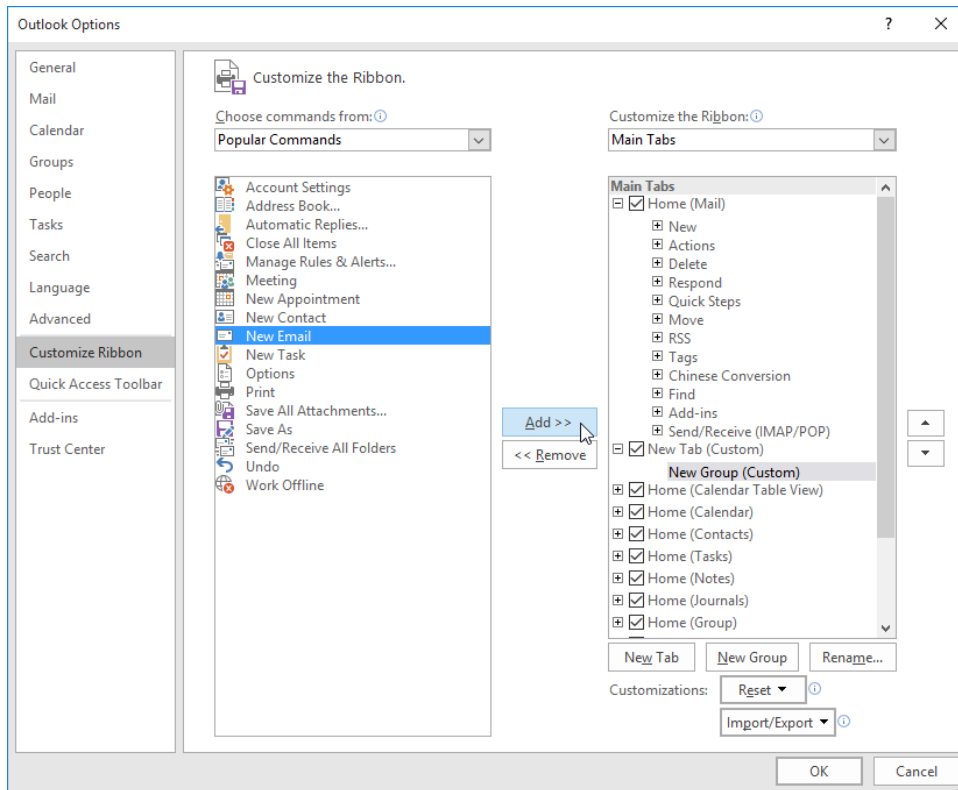 Outlook Options
?
General
Mail
Calendar
Groups
People
Tasks
Search
Language
Advanced
Customize Ribbon
Quick Access Toolbar
Add-ins
Trust Center
Customize the Ribbon.
Choose commands from:
Popular Commands
Account Settings
Address Book...
Automatic Replies...
Close All Items
Manage Rules & Alerts...
Meeting
New Appointment
New Contact
New Email
New Task
Options
Print
Save All Attachments...
Save As
Send/Receive All Folders
Undo
Work Offline
Add >>
<< Remove
Customize the Ribbon:
Main Tabs
Main Tabs
Home (Mail)
New
Actions
Delete
Respond
Quick Steps
Move
RSS
Tags
Chinese Conversion
Find
Add-ins
Send/Receive (IMAP/POP)
New Tab (Custom)
New Group (Custom)
Home (Calendar Table View)
Home (Calendar)
Home (Contacts)
Home (Tasks)
Home (Notes)
Home (Journals)
Home (Group)
New Tab
New Group
Rename...
Customizations:
Reset
Import/Export
OK
Cancel